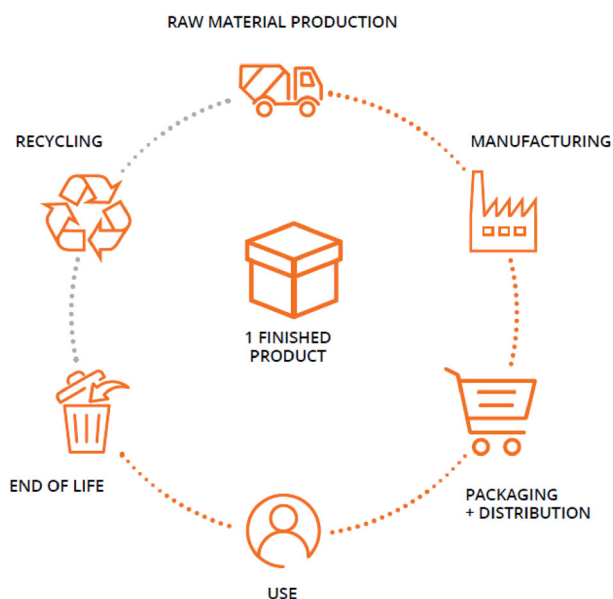 RAW MATERIAL PRODUCTION
RECYCLING
MANUFACTURING
1 FINISHED
PRODUCT
END OF LIFE
PACKAGING
+ DISTRIBUTION
USE